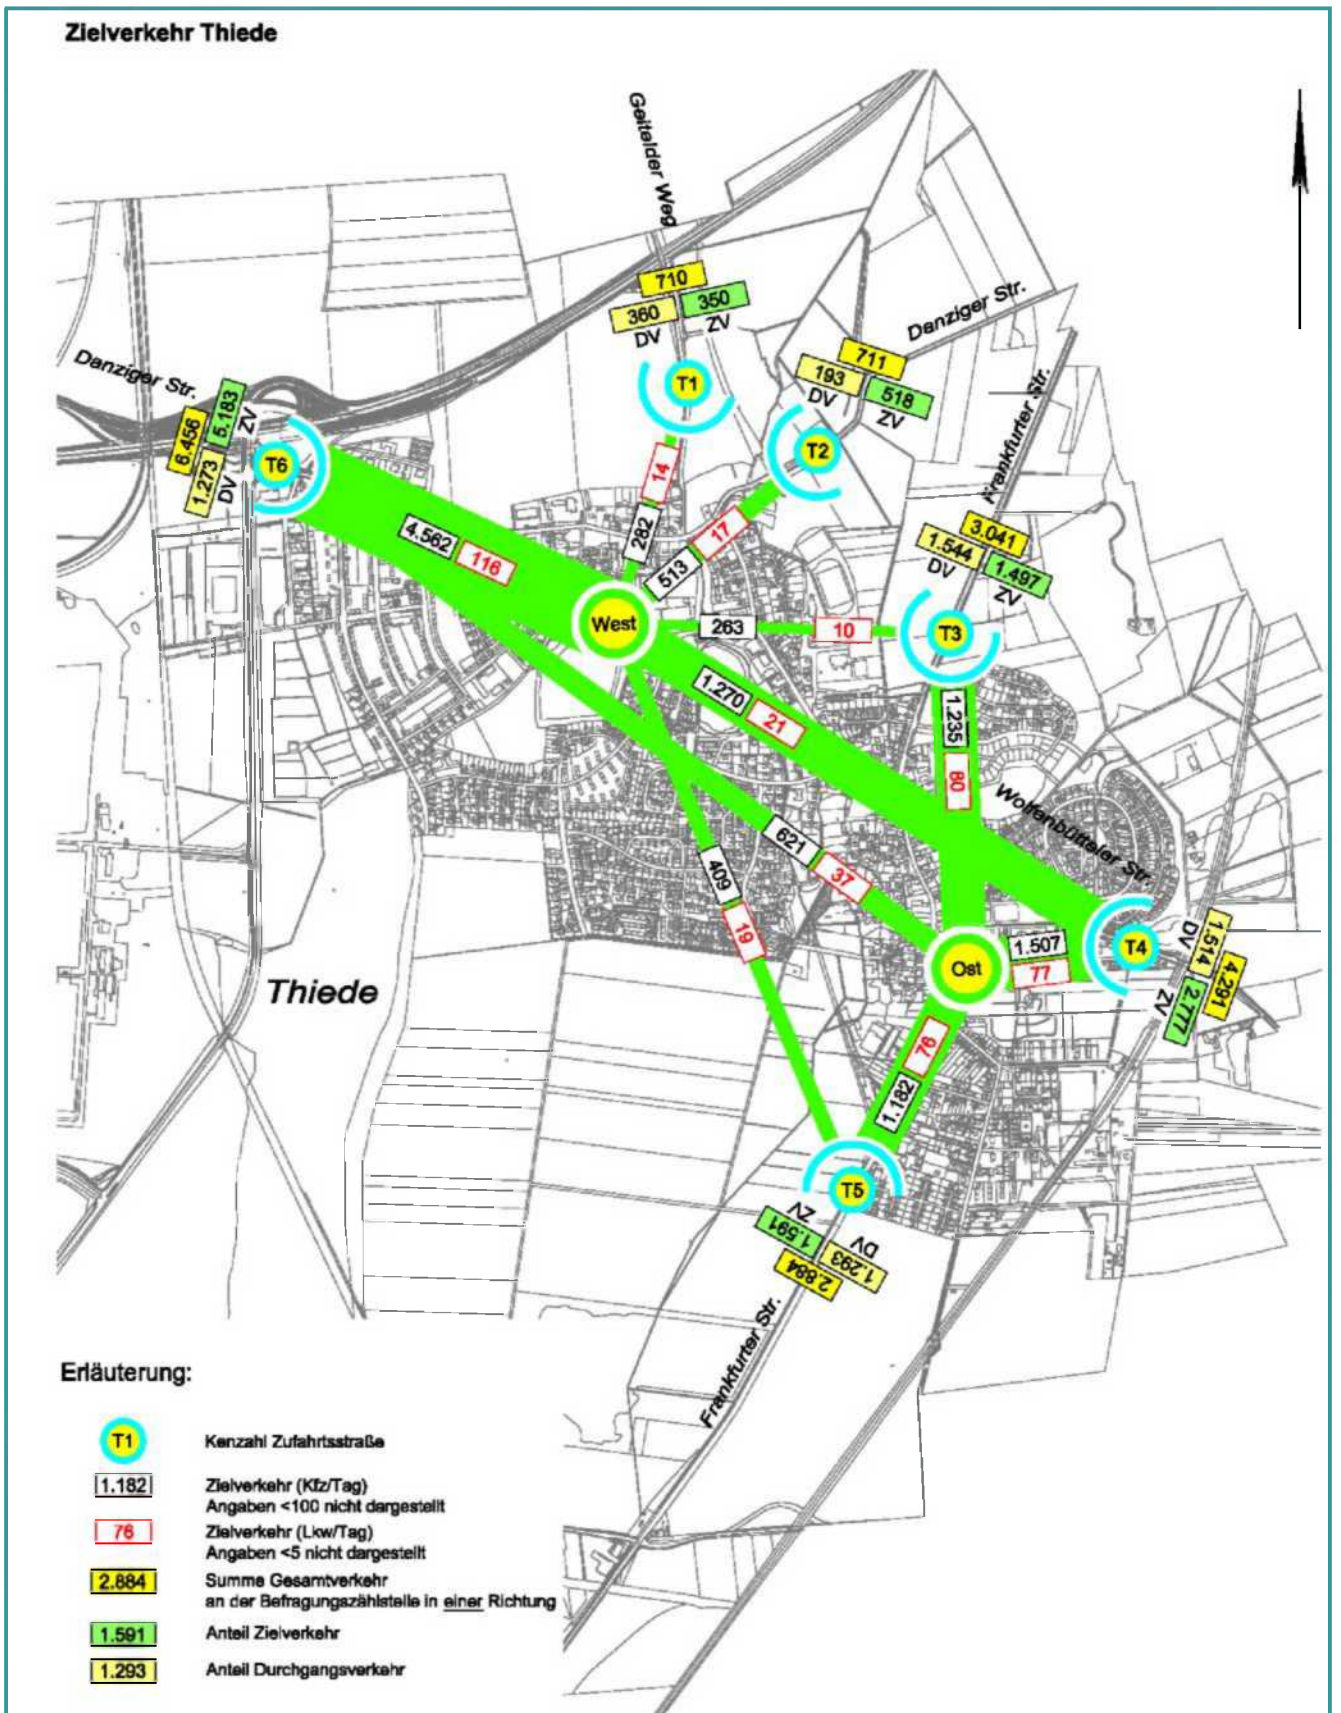 Zielverkehr Thiede
Geitelder Weg
710
360
350
DV
ZV
Danziger Str.
711
193
518
DV
ZV
Danziger Str.
6.456
5.183
ZV
1.273
DV
T6
T1
T2
Frankfurter Str.
3.041
1.544
1.497
DV
ZV
T3
14
282
17
513
4.562
116
West
263
10
1.270
21
1.235
80
Wolfenbütteler Str.
621
37
409
19
Ost
1.507
77
T4
DV
1.514
4.291
ZV
2.777
Thiede
76
1.182
T5
ZV
1.591
DV
1.293
2.884
Frankfurter Str.
Erläuterung:
T1
Kenzahl Zufahrtsstraße
1.182
Zielverkehr (Kfz/Tag)
Angaben <100 nicht dargestellt
76
Zielverkehr (Lkw/Tag)
Angaben <5 nicht dargestellt
2.884
Summe Gesamtverkehr
an der Befragungszählstelle in einer Richtung
1.591
Anteil Zielverkehr
1.293
Anteil Durchgangsverkehr